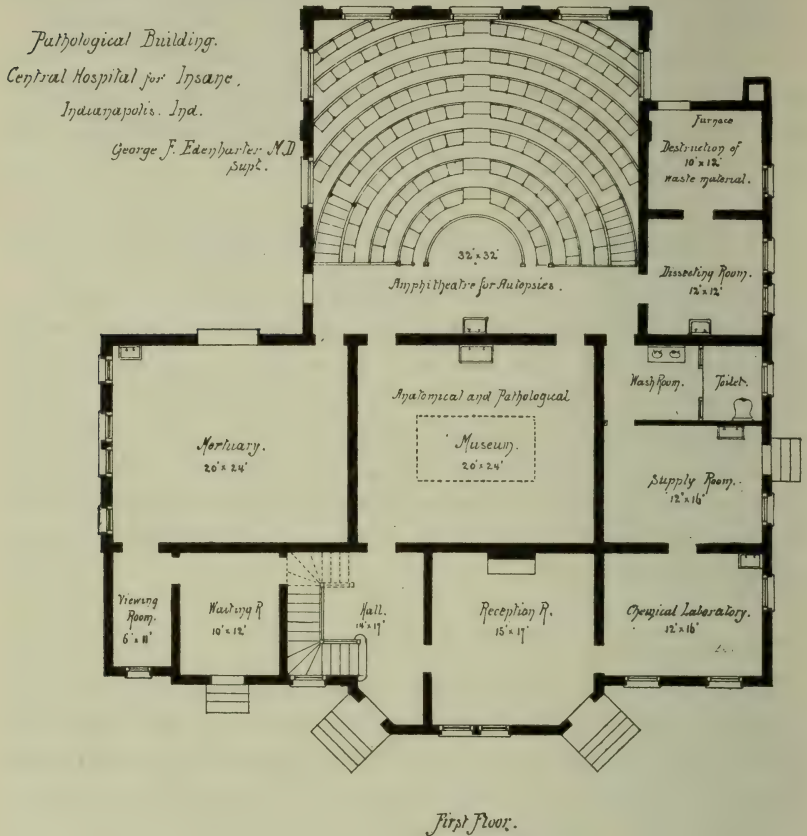 Pathological Building.
Central Hospital for Insane,
Indianapolis. Ind.
George F. Edenharter M.D
Supt.
Furnace
Destruction of
10' x 12'
waste material.
32' x 32'
Amphitheatre for Autopsies.
Dissecting Room.
12' x 12'
Wash Room.
Toilet.
Anatomical and Pathological
Museum.
20' x 24'
Mortuary.
20' x 24'
Supply Room.
12' x 16'
Viewing
Room.
6' x 11'
Waiting R
10' x 12'
Hall.
14' x 17'
Reception R.
15' x 17'
Chemical Laboratory.
12' x 16'
First Floor.